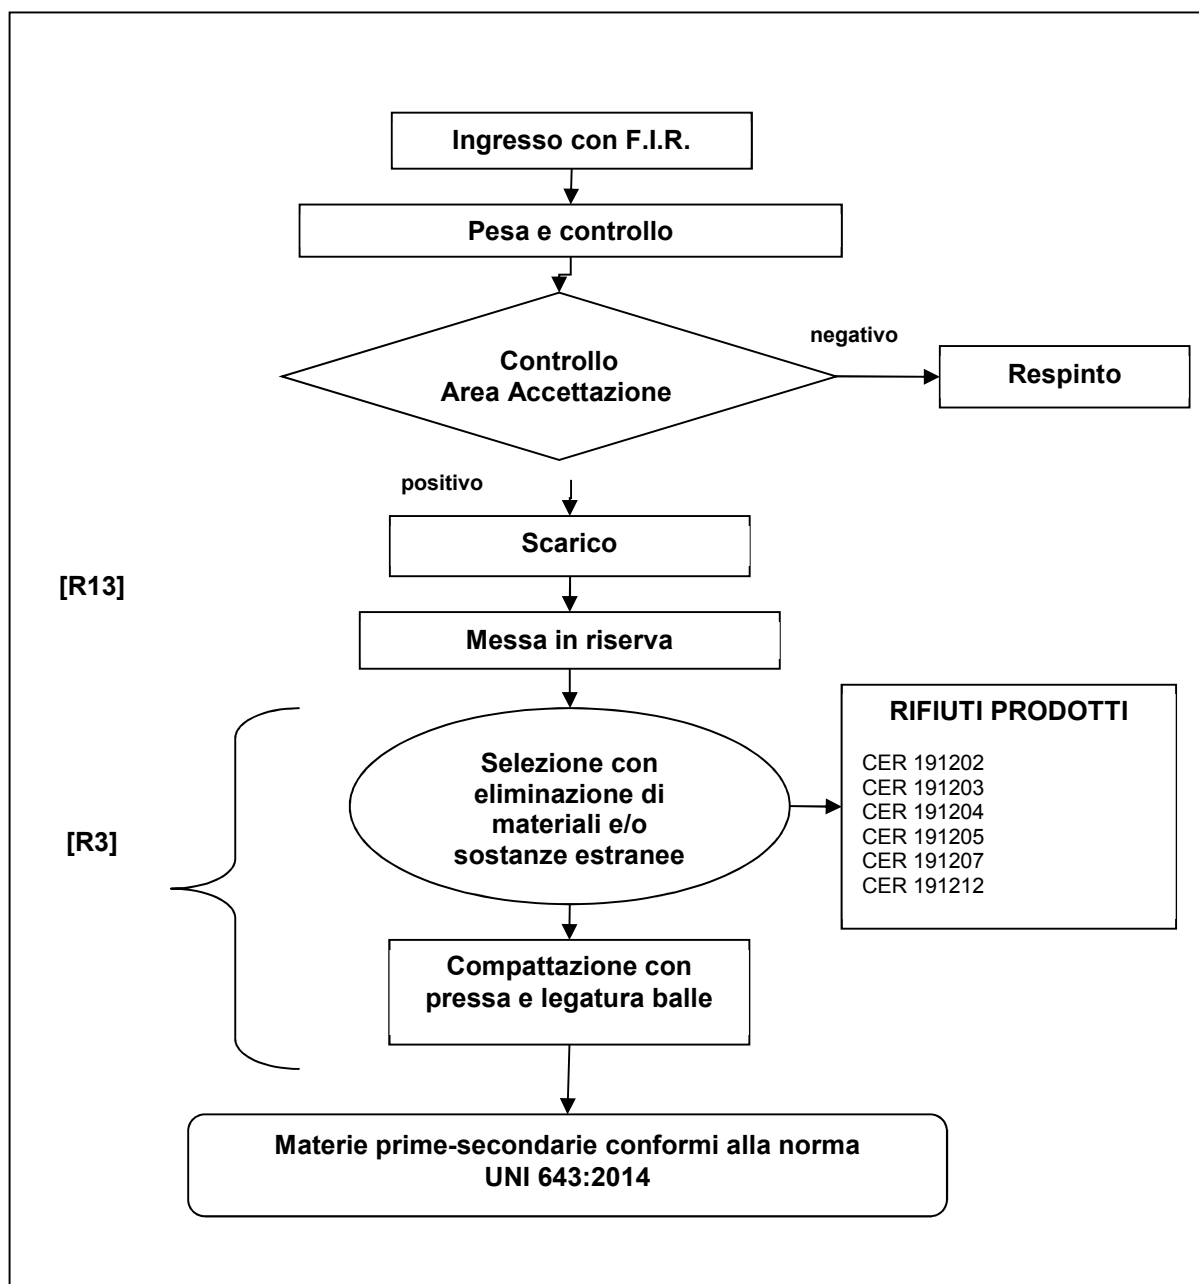 Ingresso con F.I.R.
Pesa e controllo
negativo
Controllo
Area Accettazione
Respinto
positivo
Scarico
[R13]
Messa in riserva
RIFIUTI PRODOTTI
Selezione con
eliminazione di
materiali e/o
sostanze estranee
CER 191202
CER 191203
CER 191204
CER 191205
CER 191207
CER 191212
[R3]
Compattazione con
pressa e legatura balle
Materie prime-secondarie conformi alla norma
UNI 643:2014